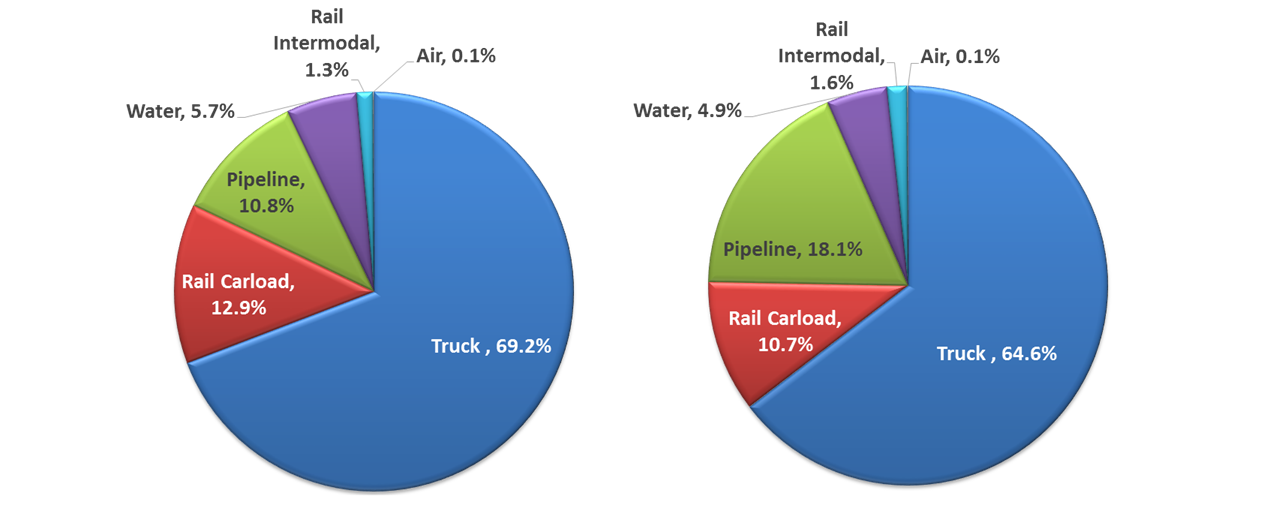 Rail
Intermodal,
1.3%
Air, 0.1%
Water, 5.7%
Pipeline,
10.8%
Rail Carload,
12.9%
Truck , 69.2%
Rail
Intermodal,
1.6%
Air, 0.1%
Water, 4.9%
Pipeline, 18.1%
Rail Carload,
10.7%
Truck , 64.6%